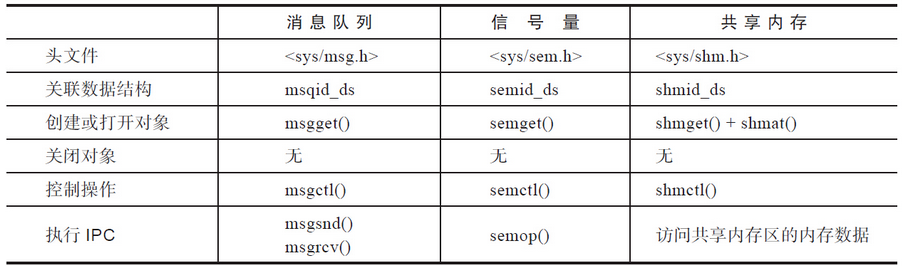 消息队列 信号量 共享内存
头文件 <sys/msg.h> <sys/sem.h> <sys/shm.h>
关联数据结构 msqid_ds semid_ds shmid_ds
创建或打开对象 msgget() semget() shmget() + shmat()
关闭对象 无 无 无
控制操作 msgctl() semctl() shmctl()
执行 IPC msgsnd() semop() 访问共享内存区的内存数据
msgrcv()